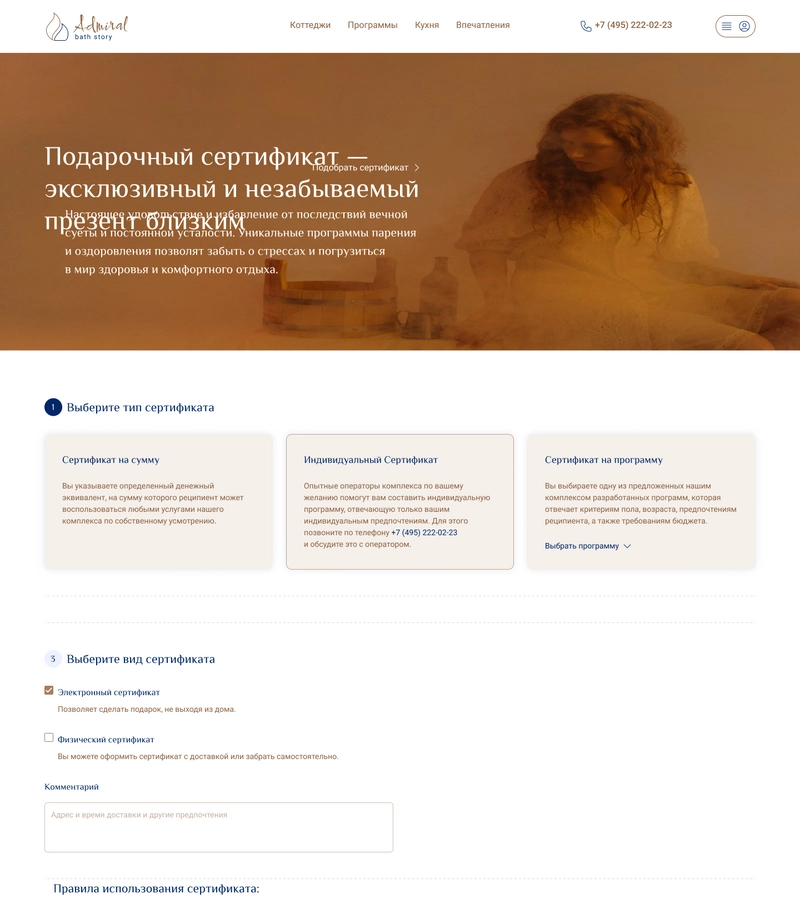 Admiral
bath story
Коттеджи
Программы
Кухня
Впечатления
+7 (495) 222-02-23
Подарочный сертификат —
эксклюзивный и незабываемый
презент близким
Подобрать сертификат
Настоящее удовольствие и избавление от последствий вечной
суеты и постоянной усталости. Уникальные программы парения
и оздоровления позволят забыть о стрессах и погрузиться
в мир здоровья и комфортного отдыха.
1 Выберите тип сертификата
Сертификат на сумму
Вы указываете определенный денежный
эквивалент, на сумму которого реципиент может
воспользоваться любыми услугами нашего
комплекса по собственному усмотрению.
Индивидуальный Сертификат
Опытные операторы комплекса по вашему
желанию помогут вам составить индивидуальную
программу, отвечающую только вашим
индивидуальным предпочтениям. Для этого
позвоните по телефону +7 (495) 222-02-23
и обсудите это с оператором.
Сертификат на программу
Вы выбираете одну из предложенных нашим
комплексом разработанных программ, которая
отвечает критериям пола, возраста, предпочтениям
реципиента, а также требованиям бюджета.
Выбрать программу
3 Выберите вид сертификата
Электронный сертификат
Позволяет сделать подарок, не выходя из дома.
Физический сертификат
Вы можете оформить сертификат с доставкой или забрать самостоятельно.
Комментарий
Адрес и время доставки и другие предпочтения
Правила использования сертификата: